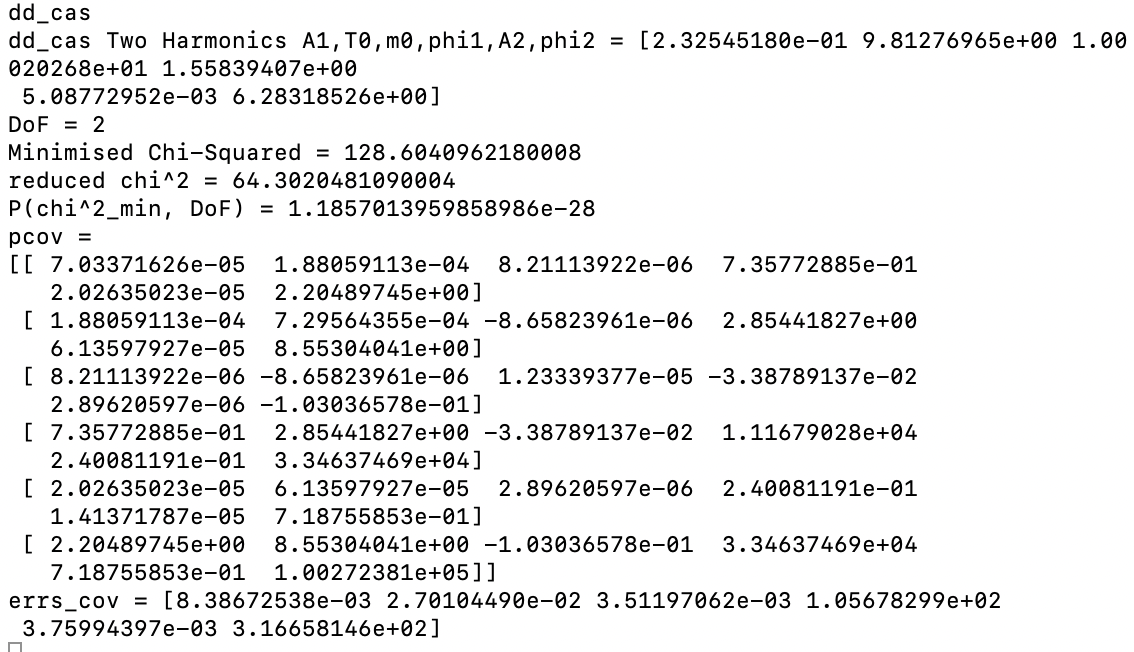 dd_cas
dd_cas Two Harmonics A1,T0,m0,phi1,A2,phi2 = [2.32545180e-01 9.81276965e+00 1.00
020268e+01 1.55839407e+00
 5.08772952e-03 6.28318526e+00]
DoF = 2
Minimised Chi-Squared = 128.6040962180008
reduced chi^2 = 64.3020481090004
P(chi^2_min, DoF) = 1.1857013959858986e-28
pcov =
[[ 7.03371626e-05  1.88059113e-04  8.21113922e-06  7.35772885e-01
   2.02635023e-05  2.20489745e+00]
 [ 1.88059113e-04  7.29564355e-04 -8.65823961e-06  2.85441827e+00
   6.13597927e-05  8.55304041e+00]
 [ 8.21113922e-06 -8.65823961e-06  1.23339377e-05 -3.38789137e-02
   2.89620597e-06 -1.03036578e-01]
 [ 7.35772885e-01  2.85441827e+00 -3.38789137e-02  1.11679028e+04
   2.40081191e-01  3.34637469e+04]
 [ 2.02635023e-05  6.13597927e-05  2.89620597e-06  2.40081191e-01
   1.41371787e-05  7.18755853e-01]
 [ 2.20489745e+00  8.55304041e+00 -1.03036578e-01  3.34637469e+04
   7.18755853e-01  1.00272381e+05]]
errs_cov = [8.38672538e-03 2.70104490e-02 3.51197062e-03 1.05678299e+02
 3.75994397e-03 3.16658146e+02]